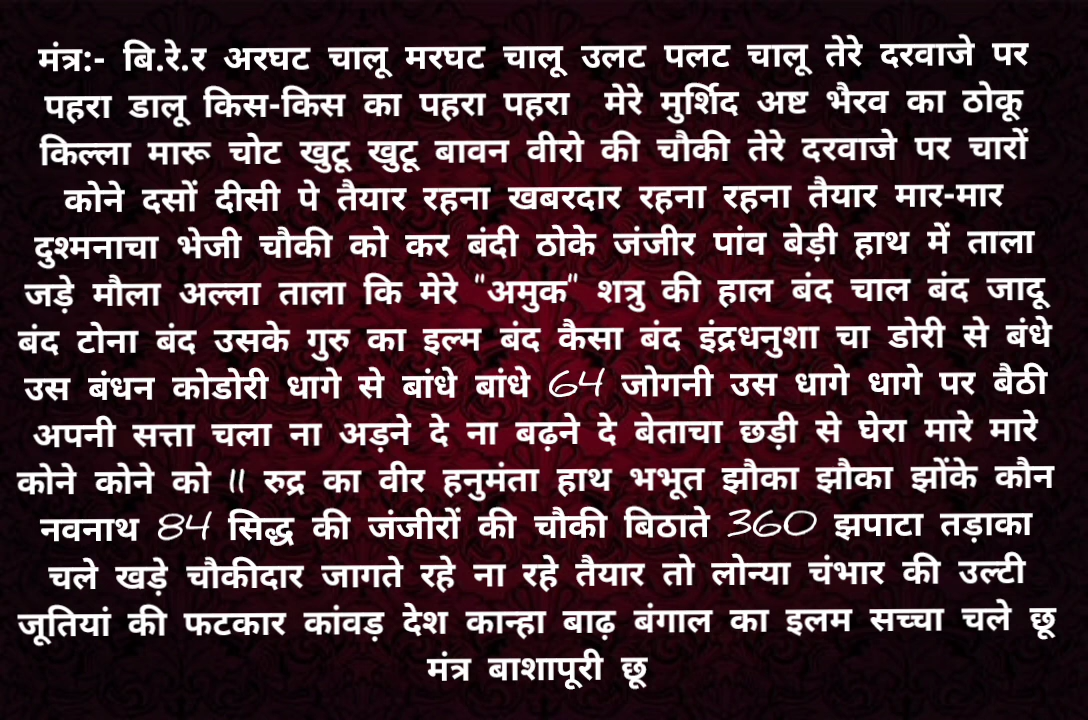 मंत्र:- बि.रे.र अरघट चालू मरघट चालू उलट पलट चालू तेरे दरवाजे पर
पहरा डालू किस-किस का पहरा पहरा मेरे मुर्शिद अष्ट भैरव का ठोकू
किल्ला मारू चोट खुटू खुटू बावन वीरो की चौकी तेरे दरवाजे पर चारों
कोने दसों दीसी पे तैयार रहना खबरदार रहना रहना तैयार मार-मार
दुश्मनाचा भेजी चौकी को कर बंदी ठोके जंजीर पांव बेड़ी हाथ में ताला
जड़े मौला अल्ला ताला कि मेरे "अमुक" शत्रु की हाल बंद चाल बंद जादू
बंद टोना बंद उसके गुरु का इल्म बंद कैसा बंद इंद्रधनुशा चा डोरी से बंधे
उस बंधन कोडोरी धागे से बांधे बांधे 64 जोगनी उस धागे धागे पर बैठी
अपनी सत्ता चला ना अड़ने दे ना बढ़ने दे बेताचा छड़ी से घेरा मारे मारे
कोने कोने को 11 रुद्र का वीर हनुमंता हाथ भभूत झौका झौका झोंके कौन
नवनाथ 84 सिद्ध की जंजीरों की चौकी बिठाते 360 झपाटा तड़ाका
चले खड़े चौकीदार जागते रहे ना रहे तैयार तो लोन्या चंभार की उल्टी
जूतियां की फटकार कांवड़ देश कान्हा बाढ़ बंगाल का इलम सच्चा चले छू
मंत्र बाशापूरी छू